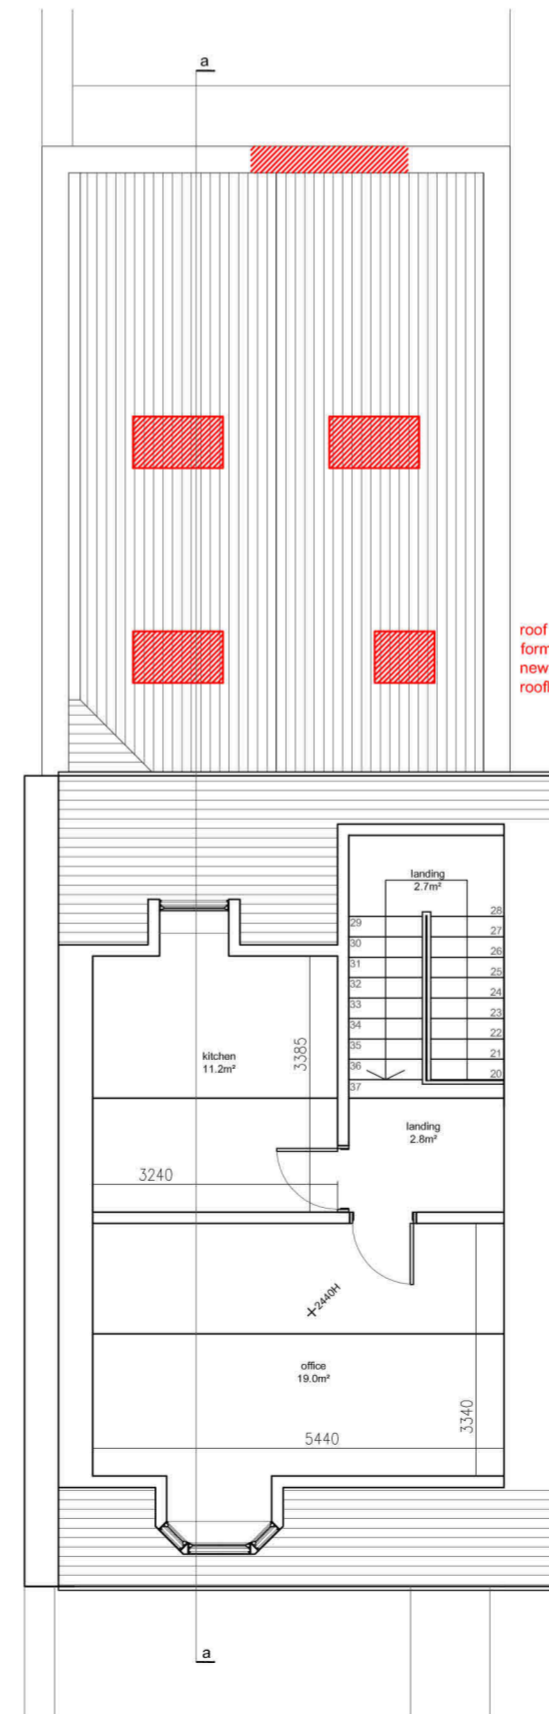 a
roof
form
new
roofl
landing
2.7m²
29
28
30
27
31
26
32
25
33
24
34
23
35
22
36
21
37
20
kitchen
11.2m²
3385
landing
2.8m²
3240
2440H
office
19.0m²
3340
5440
a